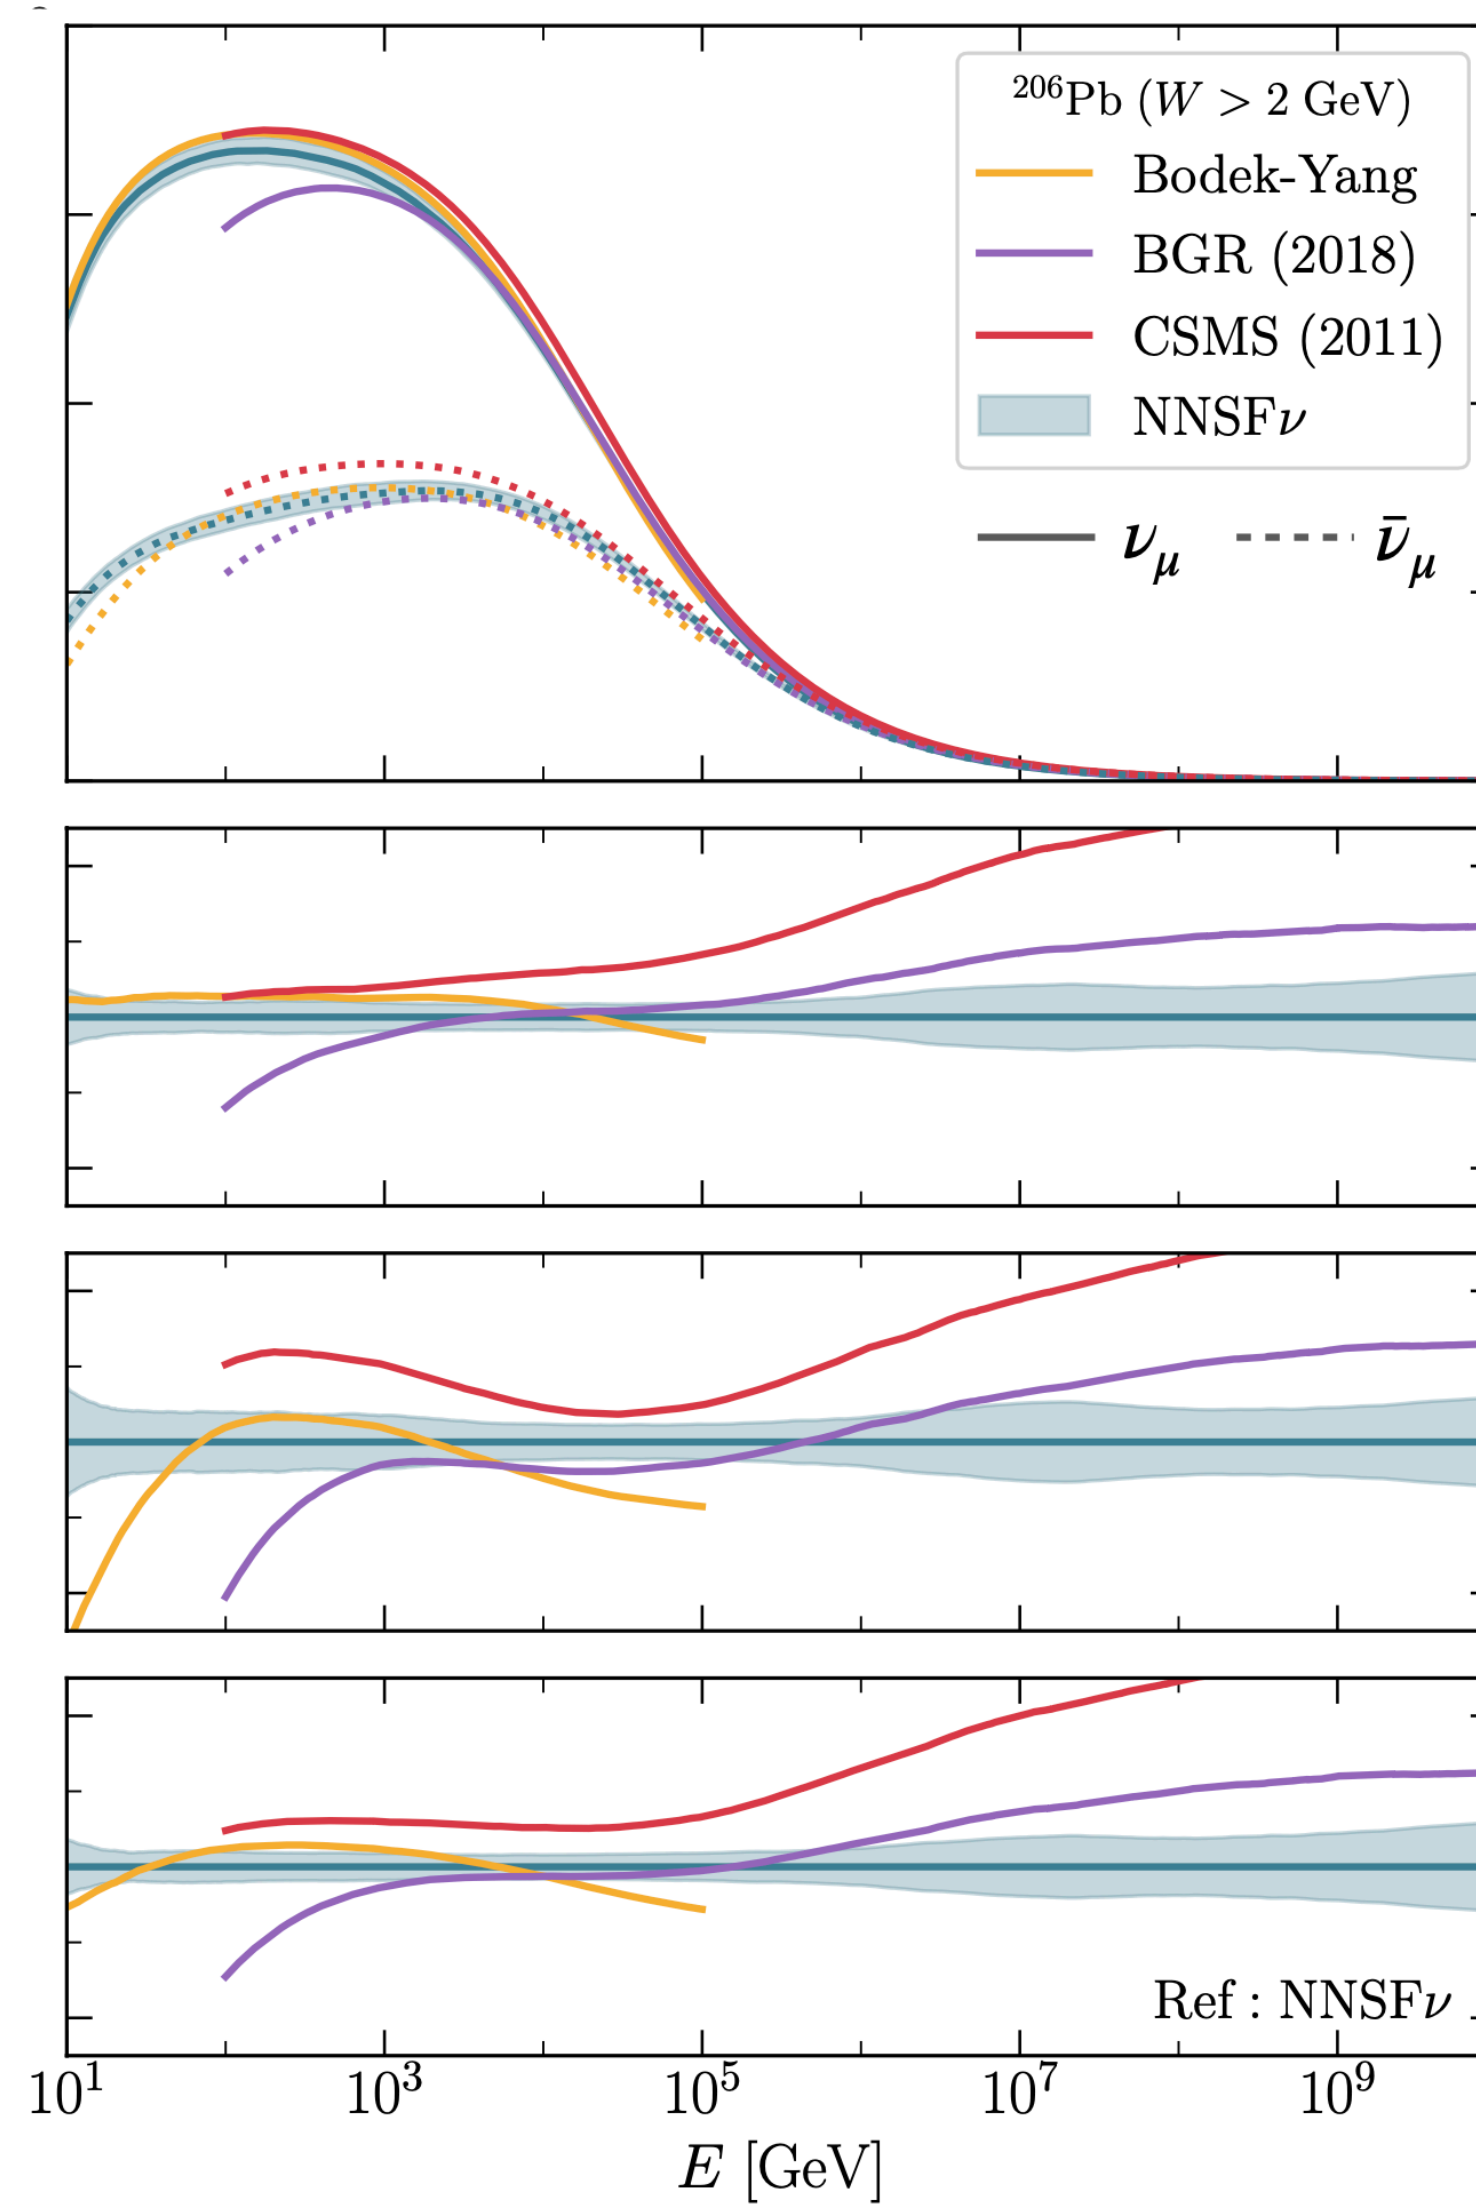 ²⁰⁶Pb (W > 2 GeV)
Bodek-Yang
BGR (2018)
CSMS (2011)
NNSFν
ν_μ ν̄_μ
Ref : NNSFν
10¹ 10³ 10⁵ 10⁷ 10⁹
E [GeV]